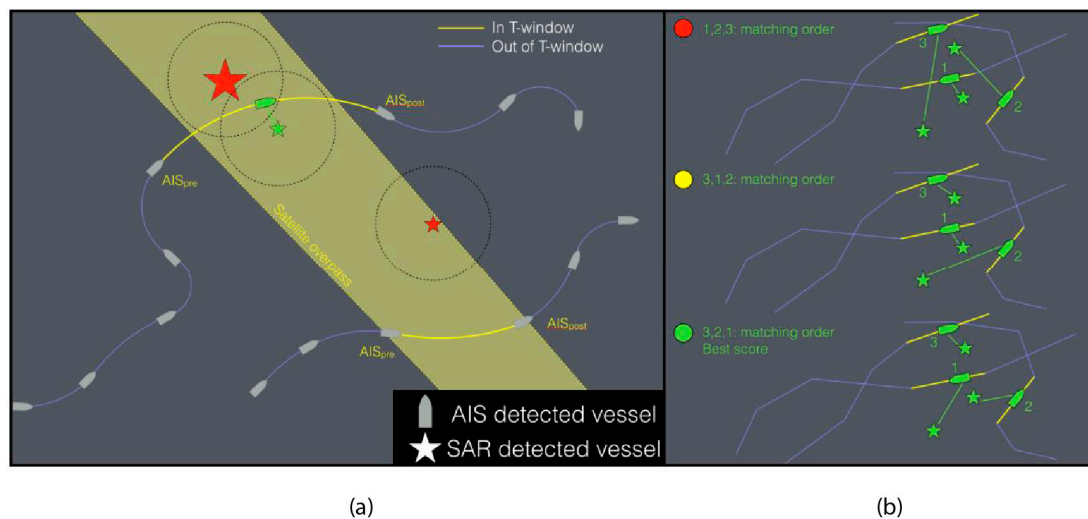 In T-window
Out of T-window
AISpost
AISpre
Satellite overpass
AISpost
AISpre
AIS detected vessel
SAR detected vessel
(a)
1,2,3: matching order
3
1
2
3,1,2: matching order
3
1
2
3,2,1: matching order
Best score
3
1
2
(b)